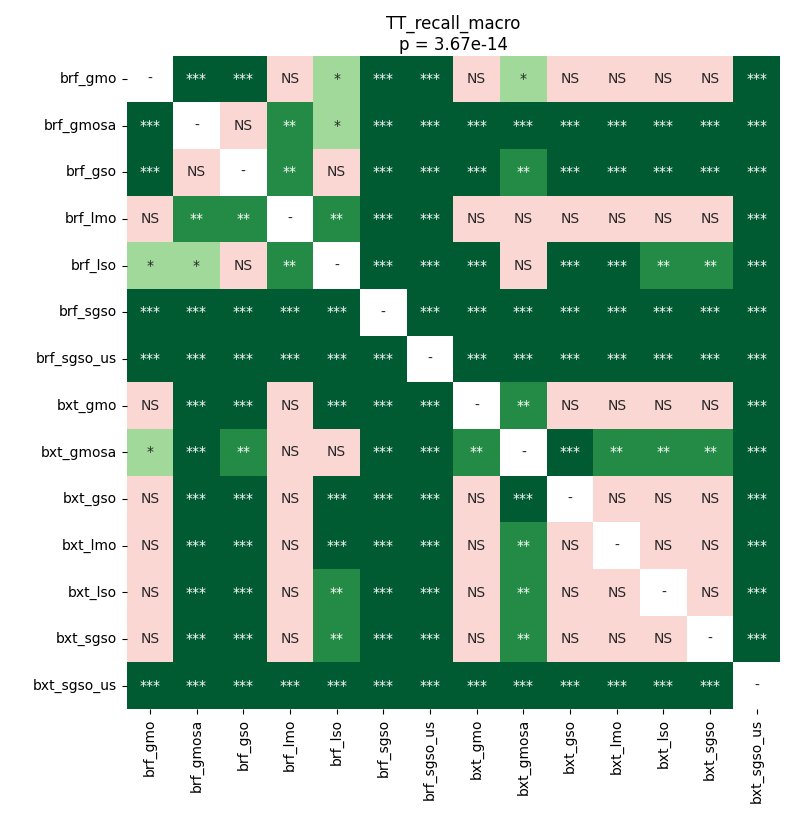 TT_recall_macro
p = 3.67e-14
brf_gmo - *** *** NS * *** *** NS * NS NS NS NS ***
brf_gmosa *** - NS ** * *** *** *** *** *** *** *** *** ***
brf_gso *** NS - ** NS *** *** *** ** *** *** *** *** ***
brf_lmo NS ** ** - ** *** *** NS NS NS NS NS NS ***
brf_lso * * NS ** - *** *** *** NS *** *** ** ** ***
brf_sgso *** *** *** *** *** - *** *** *** *** *** *** *** ***
brf_sgso_us *** *** *** *** *** *** - *** *** *** *** *** *** ***
bxt_gmo NS *** *** NS *** *** *** - ** NS NS NS NS ***
bxt_gmosa * *** ** NS NS *** *** ** - *** ** ** ** ***
bxt_gso NS *** *** NS *** *** *** NS *** - NS NS NS ***
bxt_lmo NS *** *** NS *** *** *** NS ** NS - NS NS ***
bxt_lso NS *** *** NS ** *** *** NS ** NS NS - NS ***
bxt_sgso NS *** *** NS ** *** *** NS ** NS NS NS - ***
bxt_sgso_us *** *** *** *** *** *** *** *** *** *** *** *** *** -
brf_gmo brf_gmosa brf_gso brf_lmo brf_lso brf_sgso brf_sgso_us bxt_gmo bxt_gmosa bxt_gso bxt_lmo bxt_lso bxt_sgso bxt_sgso_us